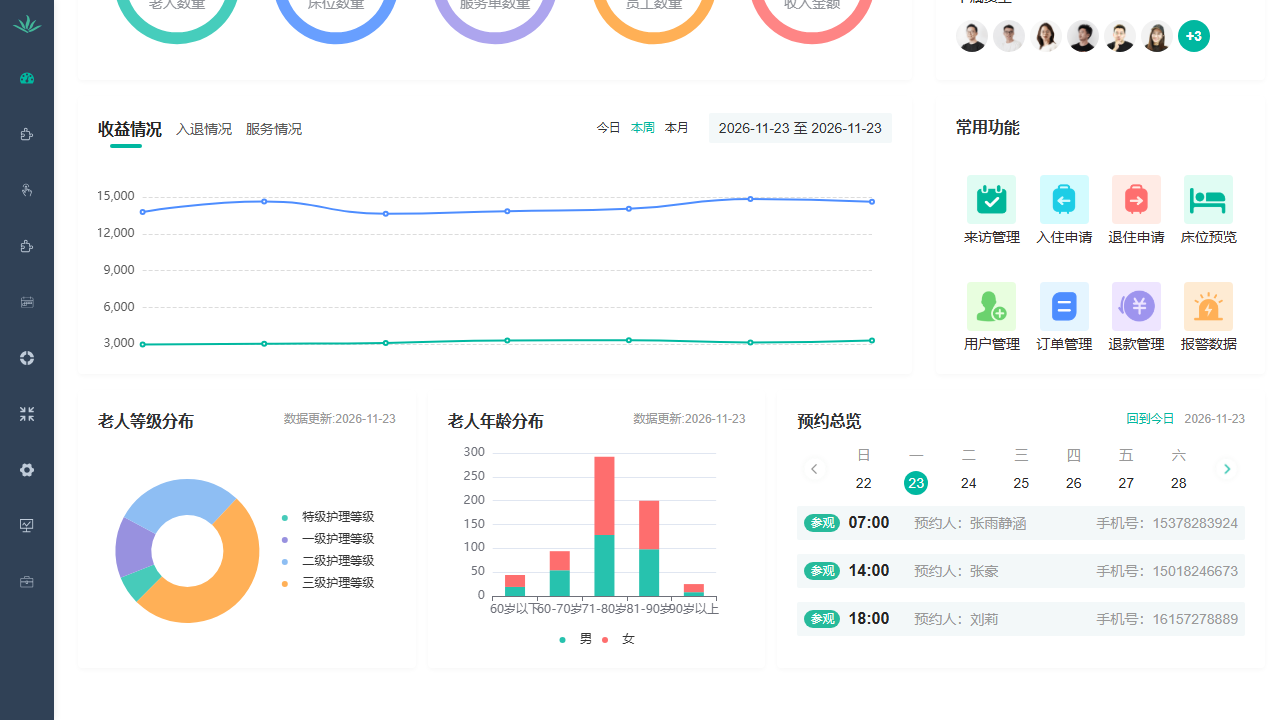 老人数量
床位数量
服务单数量
员工数量
收入金额
+3
收益情况 入退情况 服务情况
今日 本周 本月 2026-11-23 至 2026-11-23
15,000
12,000
9,000
6,000
3,000
常用功能
来访管理 入住申请 退住申请 床位预览
用户管理 订单管理 退款管理 报警数据
老人等级分布 数据更新:2026-11-23
特级护理等级
一级护理等级
二级护理等级
三级护理等级
老人年龄分布 数据更新:2026-11-23
300
250
200
150
100
50
0
60岁以下 60-70岁 71-80岁 81-90岁 90岁以上
男 女
预约总览 回到今日 2026-11-23
日 一 二 三 四 五 六
22 23 24 25 26 27 28
参观 07:00 预约人：张雨静涵 手机号：15378283924
参观 14:00 预约人：张豪 手机号：15018246673
参观 18:00 预约人：刘莉 手机号：16157278889